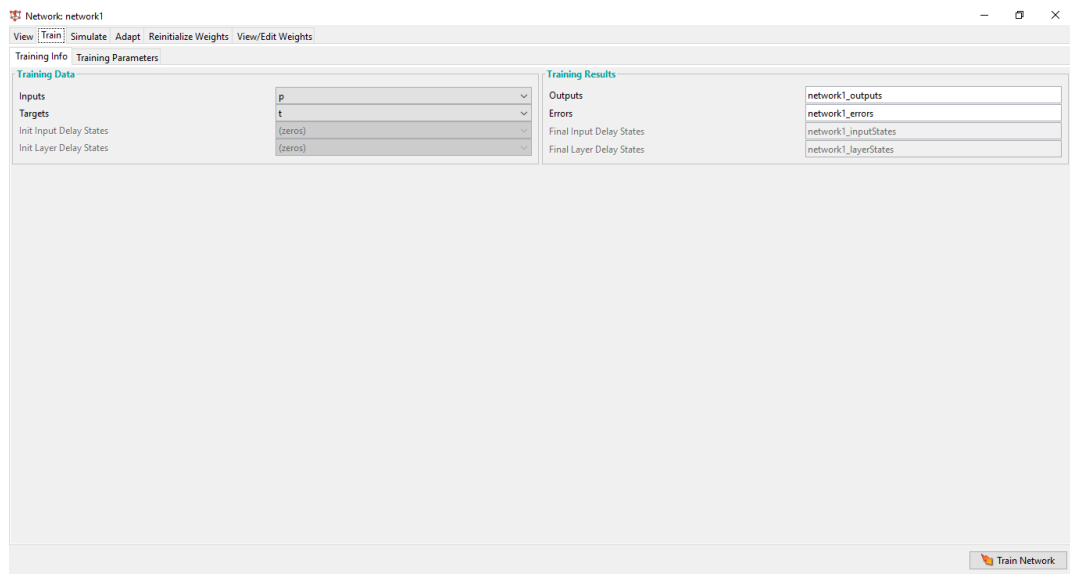 Network: network1
View Train Simulate Adapt Reinitialize Weights View/Edit Weights
Training Info Training Parameters
Training Data
Inputs p
Targets t
Init Input Delay States (zeros)
Init Layer Delay States (zeros)
Training Results
Outputs network1_outputs
Errors network1_errors
Final Input Delay States network1_inputStates
Final Layer Delay States network1_layerStates
Train Network